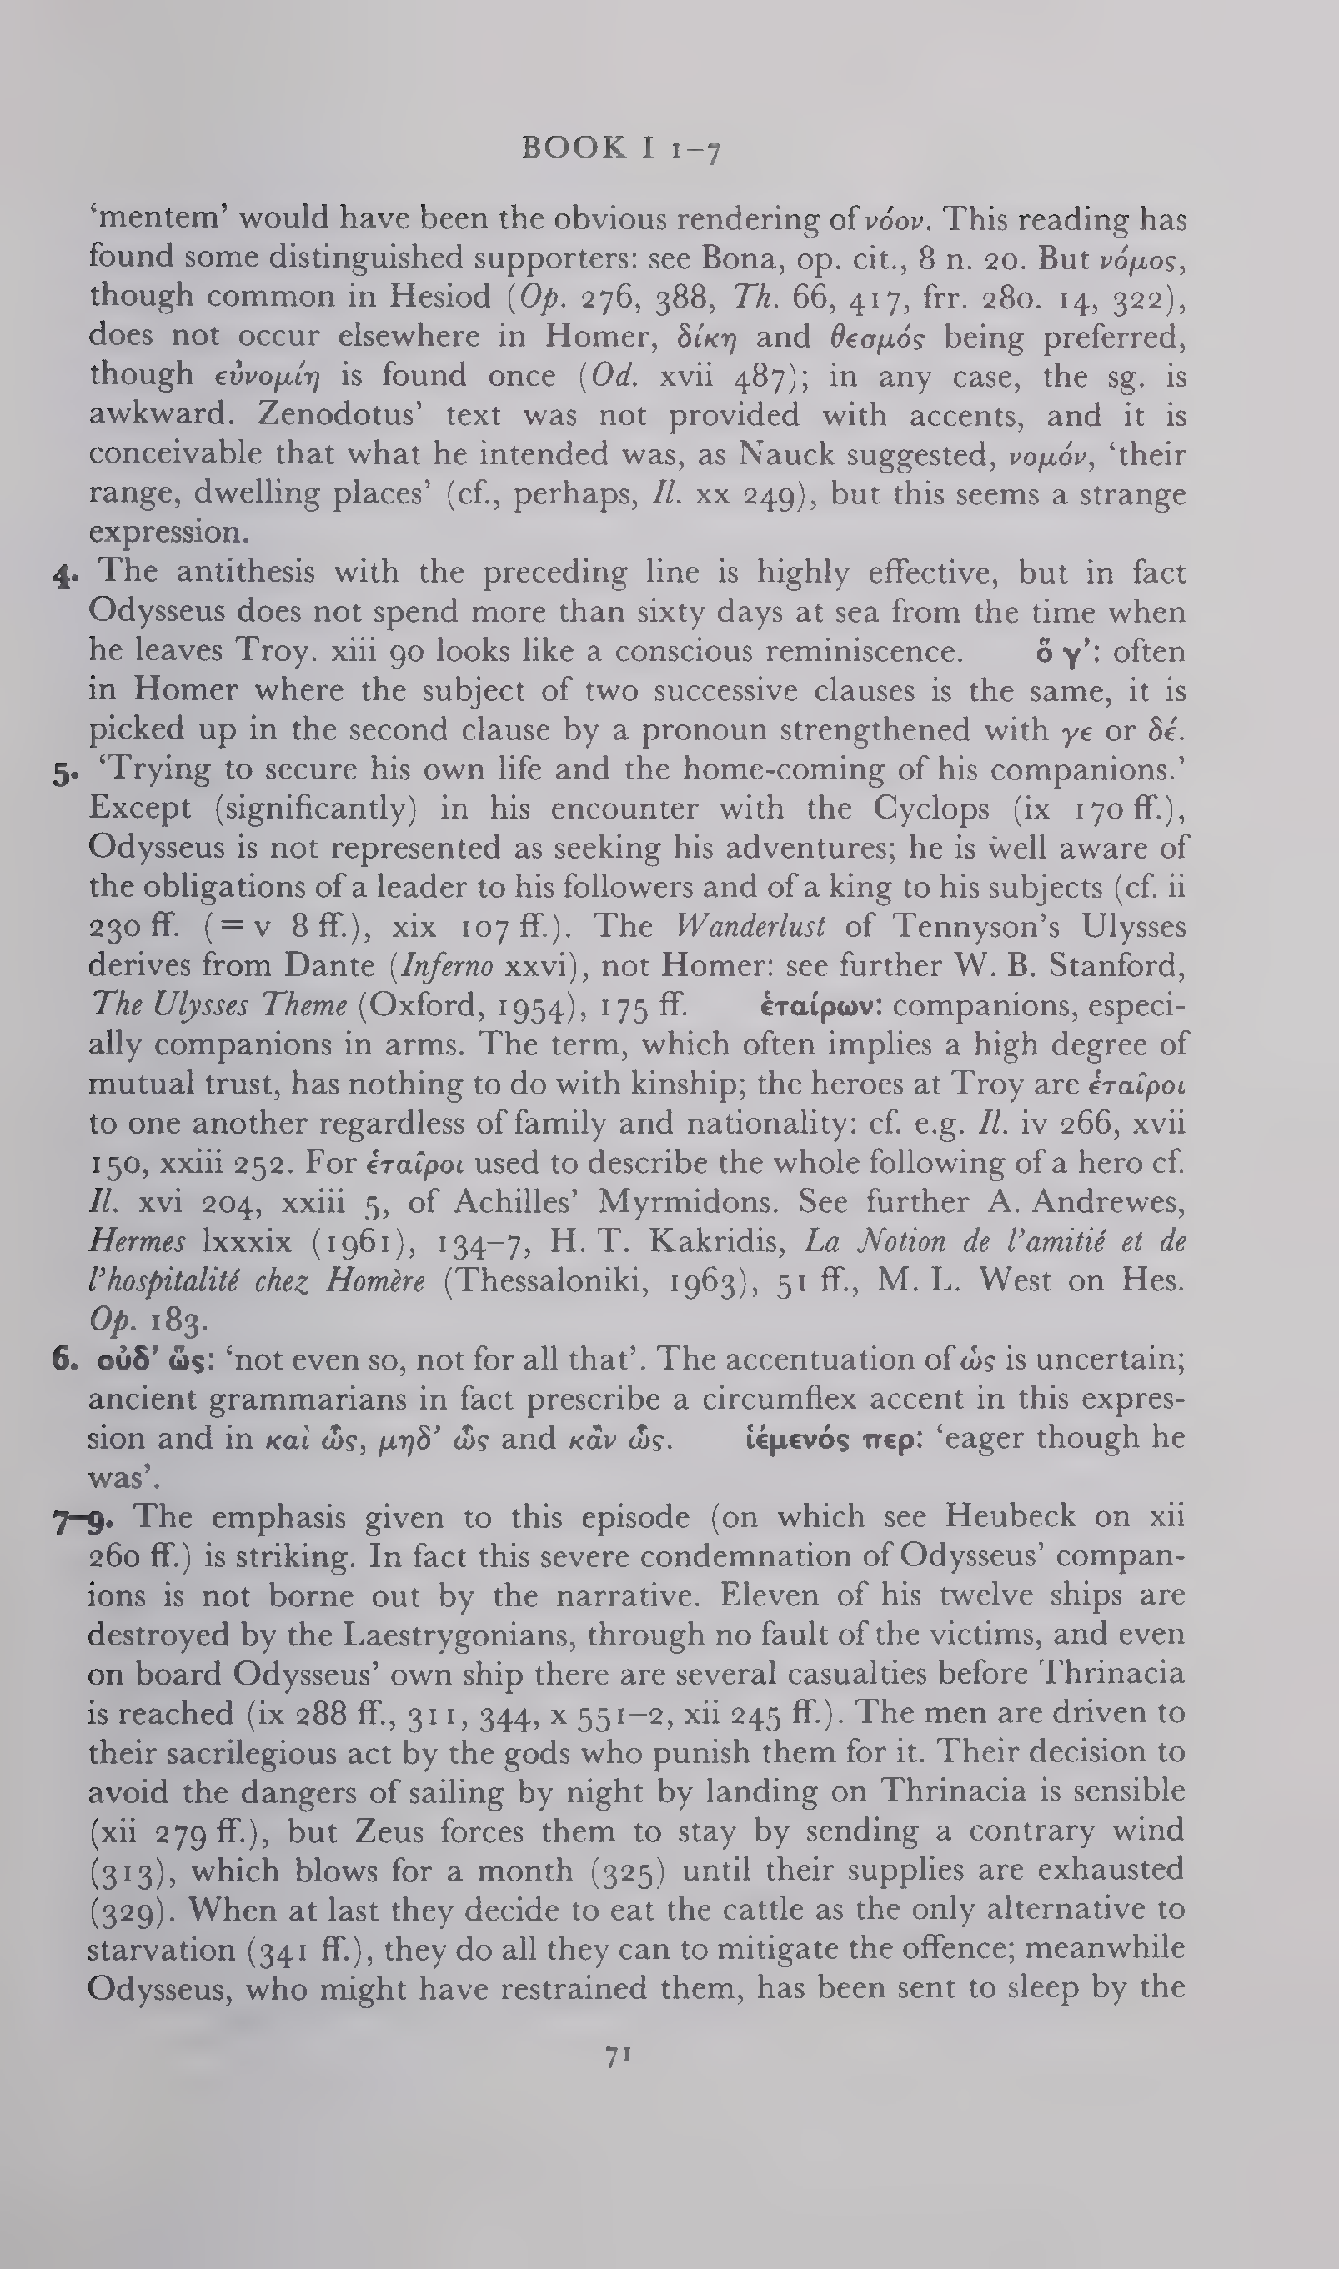 BOOK I 1–7
‘mentem’ would have been the obvious rendering of νόον. This reading has
found some distinguished supporters: see Bona, op. cit., 8 n. 20. But νόμος,
though common in Hesiod (Op. 276, 388, Th. 66, 417, frr. 280. 14, 322),
does not occur elsewhere in Homer, δίκη and θεσμός being preferred,
though εὐνομίη is found once (Od. xvii 487); in any case, the sg. is
awkward. Zenodotus’ text was not provided with accents, and it is
conceivable that what he intended was, as Nauck suggested, νομόν, ‘their
range, dwelling places’ (cf., perhaps, Il. xx 249), but this seems a strange
expression.
4. The antithesis with the preceding line is highly effective, but in fact
Odysseus does not spend more than sixty days at sea from the time when
he leaves Troy. xiii 90 looks like a conscious reminiscence. ὅ γ’: often
in Homer where the subject of two successive clauses is the same, it is
picked up in the second clause by a pronoun strengthened with γε or δέ.
5. ‘Trying to secure his own life and the home-coming of his companions.’
Except (significantly) in his encounter with the Cyclops (ix 170 ff.),
Odysseus is not represented as seeking his adventures; he is well aware of
the obligations of a leader to his followers and of a king to his subjects (cf. ii
230 ff. (= v 8 ff.), xix 107 ff.). The Wanderlust of Tennyson’s Ulysses
derives from Dante (Inferno xxvi), not Homer: see further W. B. Stanford,
The Ulysses Theme (Oxford, 1954), 175 ff. ἑταίρων: companions, especi-
ally companions in arms. The term, which often implies a high degree of
mutual trust, has nothing to do with kinship; the heroes at Troy are ἑταῖροι
to one another regardless of family and nationality: cf. e.g. Il. iv 266, xvii
150, xxiii 252. For ἑταῖροι used to describe the whole following of a hero cf.
Il. xvi 204, xxiii 5, of Achilles’ Myrmidons. See further A. Andrewes,
Hermes lxxxix (1961), 134–7, H. T. Kakridis, La Notion de l’amitié et de
l’hospitalité chez Homère (Thessaloniki, 1963), 51 ff., M. L. West on Hes.
Op. 183.
6. οὐδ’ ὧς: ‘not even so, not for all that’. The accentuation of ὡς is uncertain;
ancient grammarians in fact prescribe a circumflex accent in this expres-
sion and in καὶ ὧς, μηδ’ ὧς and κἂν ὧς. ἱέμενός περ: ‘eager though he
was’.
7–9. The emphasis given to this episode (on which see Heubeck on xii
260 ff.) is striking. In fact this severe condemnation of Odysseus’ compan-
ions is not borne out by the narrative. Eleven of his twelve ships are
destroyed by the Laestrygonians, through no fault of the victims, and even
on board Odysseus’ own ship there are several casualties before Thrinacia
is reached (ix 288 ff., 311, 344, x 551–2, xii 245 ff.). The men are driven to
their sacrilegious act by the gods who punish them for it. Their decision to
avoid the dangers of sailing by night by landing on Thrinacia is sensible
(xii 279 ff.), but Zeus forces them to stay by sending a contrary wind
(313), which blows for a month (325) until their supplies are exhausted
(329). When at last they decide to eat the cattle as the only alternative to
starvation (341 ff.), they do all they can to mitigate the offence; meanwhile
Odysseus, who might have restrained them, has been sent to sleep by the
71